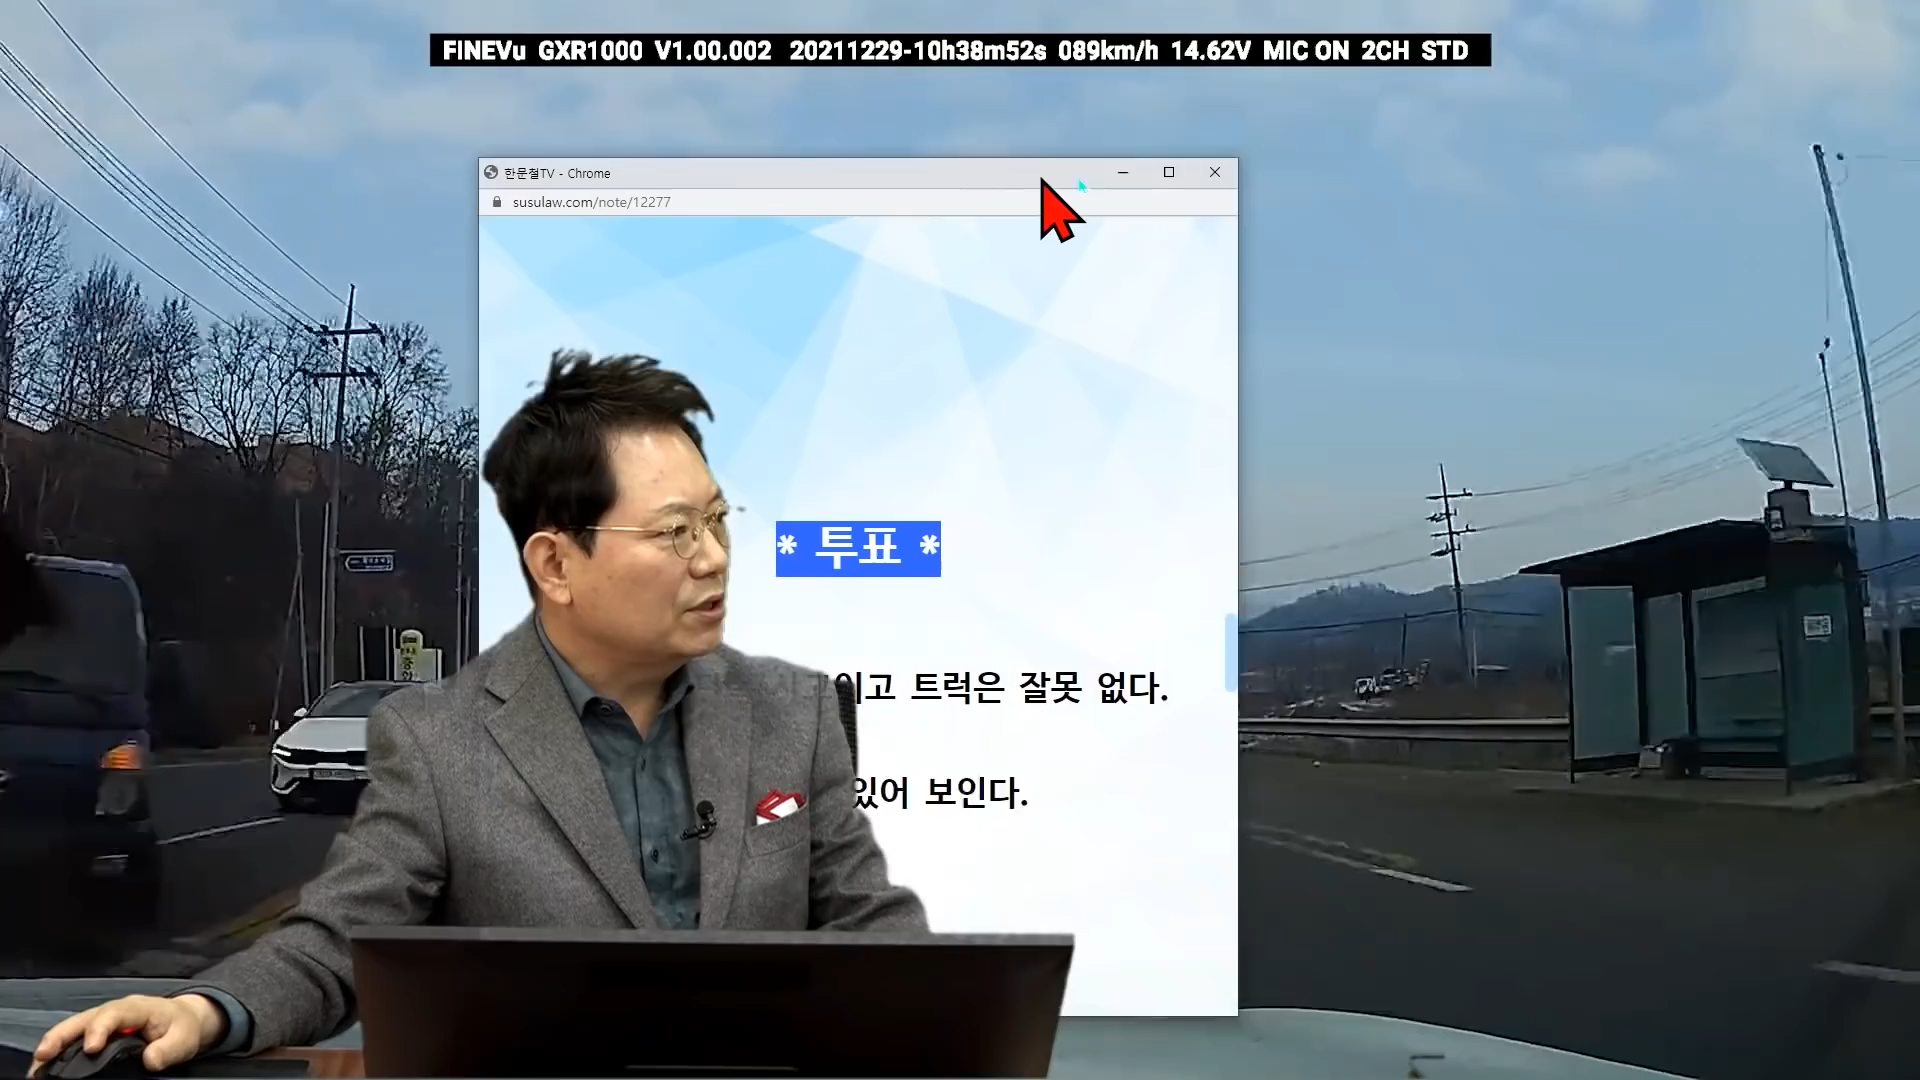 FINEVu GXR1000 V1.00.002 20211229-10h38m52s 089km/h 14.62V MIC ON 2CH STD
한문철TV - Chrome
susulaw.com/note/12277
* 투표 *
이고 트럭은 잘못 없다.
있어 보인다.